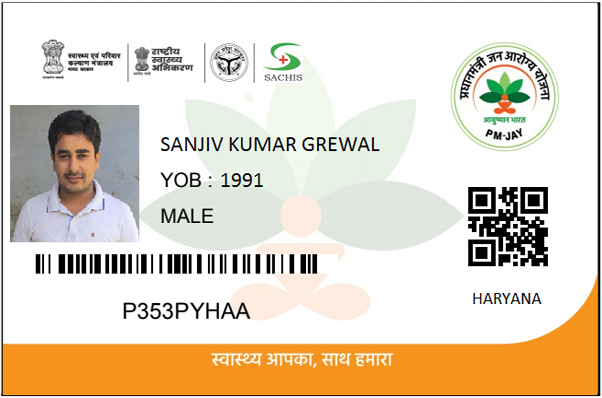 स्वास्थ्य एवं परिवार
कल्याण मंत्रालय
भारत सरकार
राष्ट्रीय
स्वास्थ्य
अभिकरण
SACHIS
प्रधानमंत्री जन आरोग्य योजना
आयुष्मान भारत
PM-JAY
SANJIV KUMAR GREWAL
YOB : 1991
MALE
P353PYHAA
HARYANA
स्वास्थ्य आपका, साथ हमारा